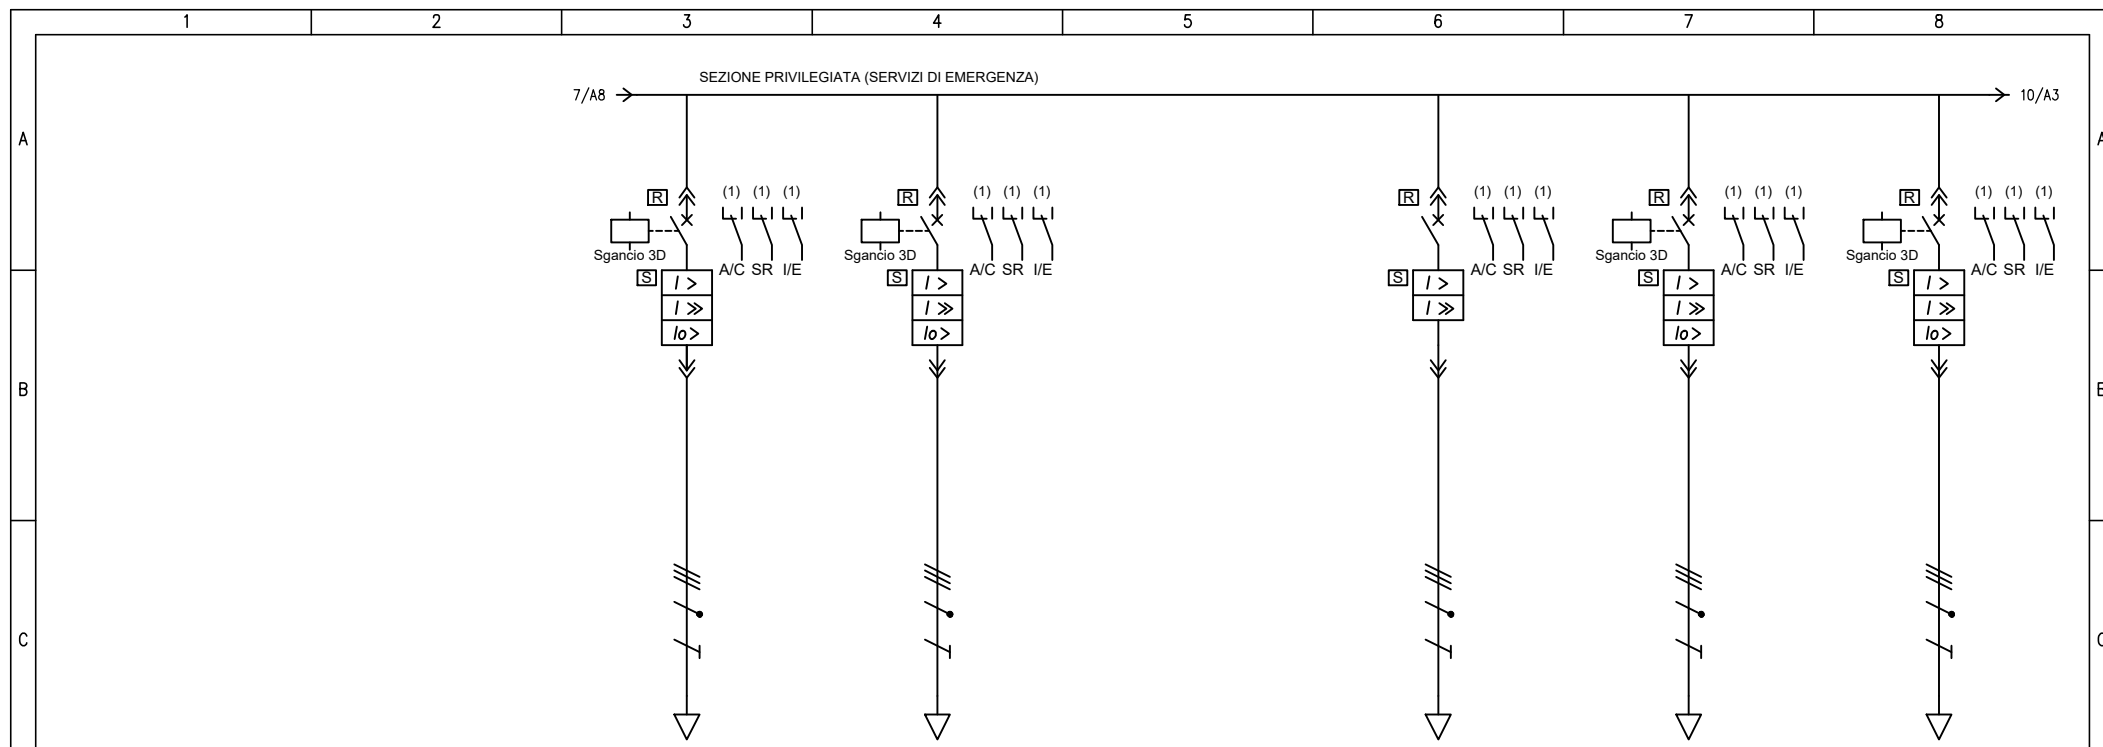 1 2 3 4 5 6 7 8
SEZIONE PRIVILEGIATA (SERVIZI DI EMERGENZA)
7/A8 10/A3
A A
R (1) (1) (1) R (1) (1) (1) R (1) (1) (1) R (1) (1) (1) R (1) (1) (1)
Sgancio 3D Sgancio 3D Sgancio 3D Sgancio 3D
A/C SR I/E A/C SR I/E A/C SR I/E A/C SR I/E A/C SR I/E
S I > S I > S I > S I > S I >
I >> I >> I >> I >> I >>
Io> Io> Io> Io>
B B
C C